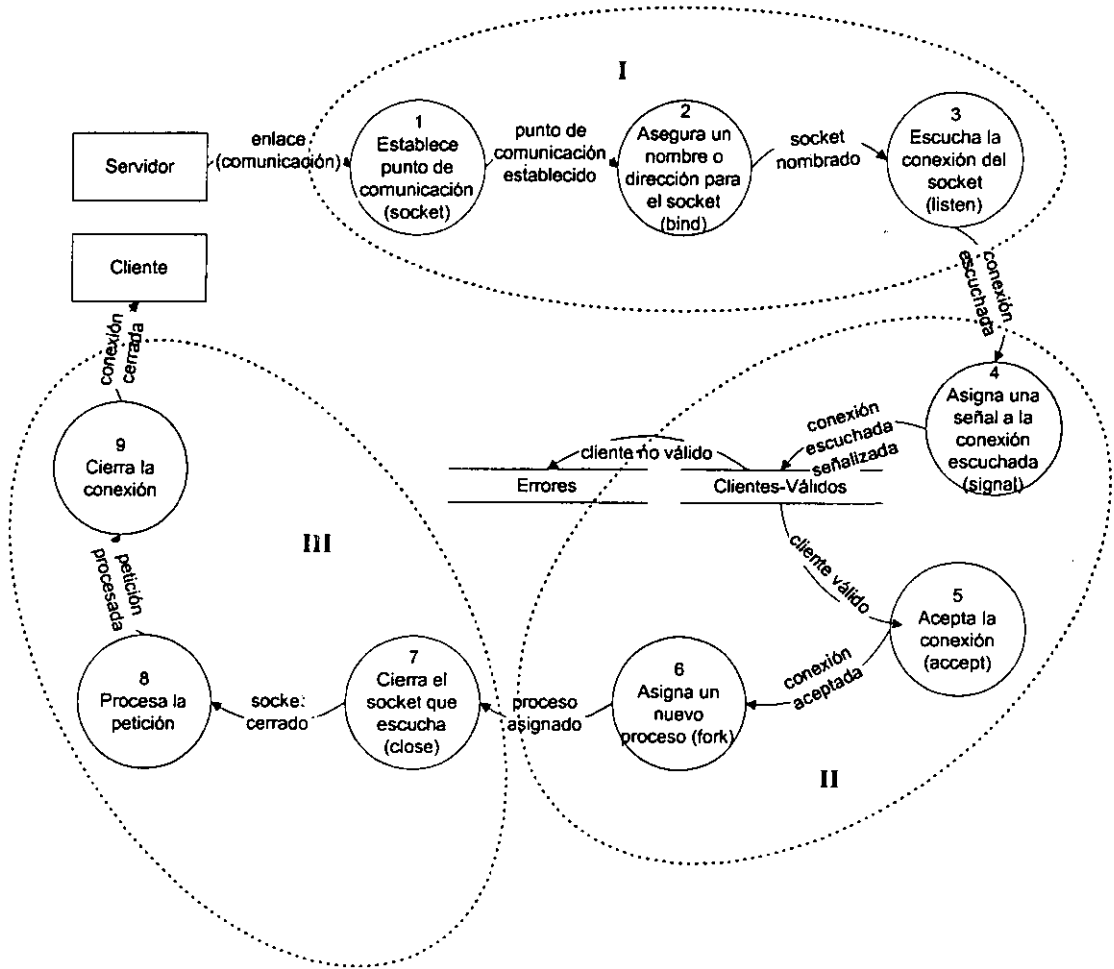 I
Servidor
enlace
(comunicación)
1
Establece
punto de
comunicación
(socket)
punto de
comunicación
establecido
2
Asegura un
nombre o
dirección para
el socket
(bind)
socket
nombrado
3
Escucha la
conexión del
socket
(listen)
Cliente
conexión
escuchada
conexión
cerrada
4
Asigna una
señal a la
conexión
escuchada
(signal)
conexión
escuchada
señalizada
cliente no válido
Errores
Clientes-Válidos
9
Cierra la
conexión
III
cliente válido
5
Acepta la
conexión
(accept)
petición
procesada
conexión
aceptada
6
Asigna un
nuevo
proceso (fork)
proceso
asignado
7
Cierra el
socket que
escucha
(close)
socket
cerrado
8
Procesa la
petición
II